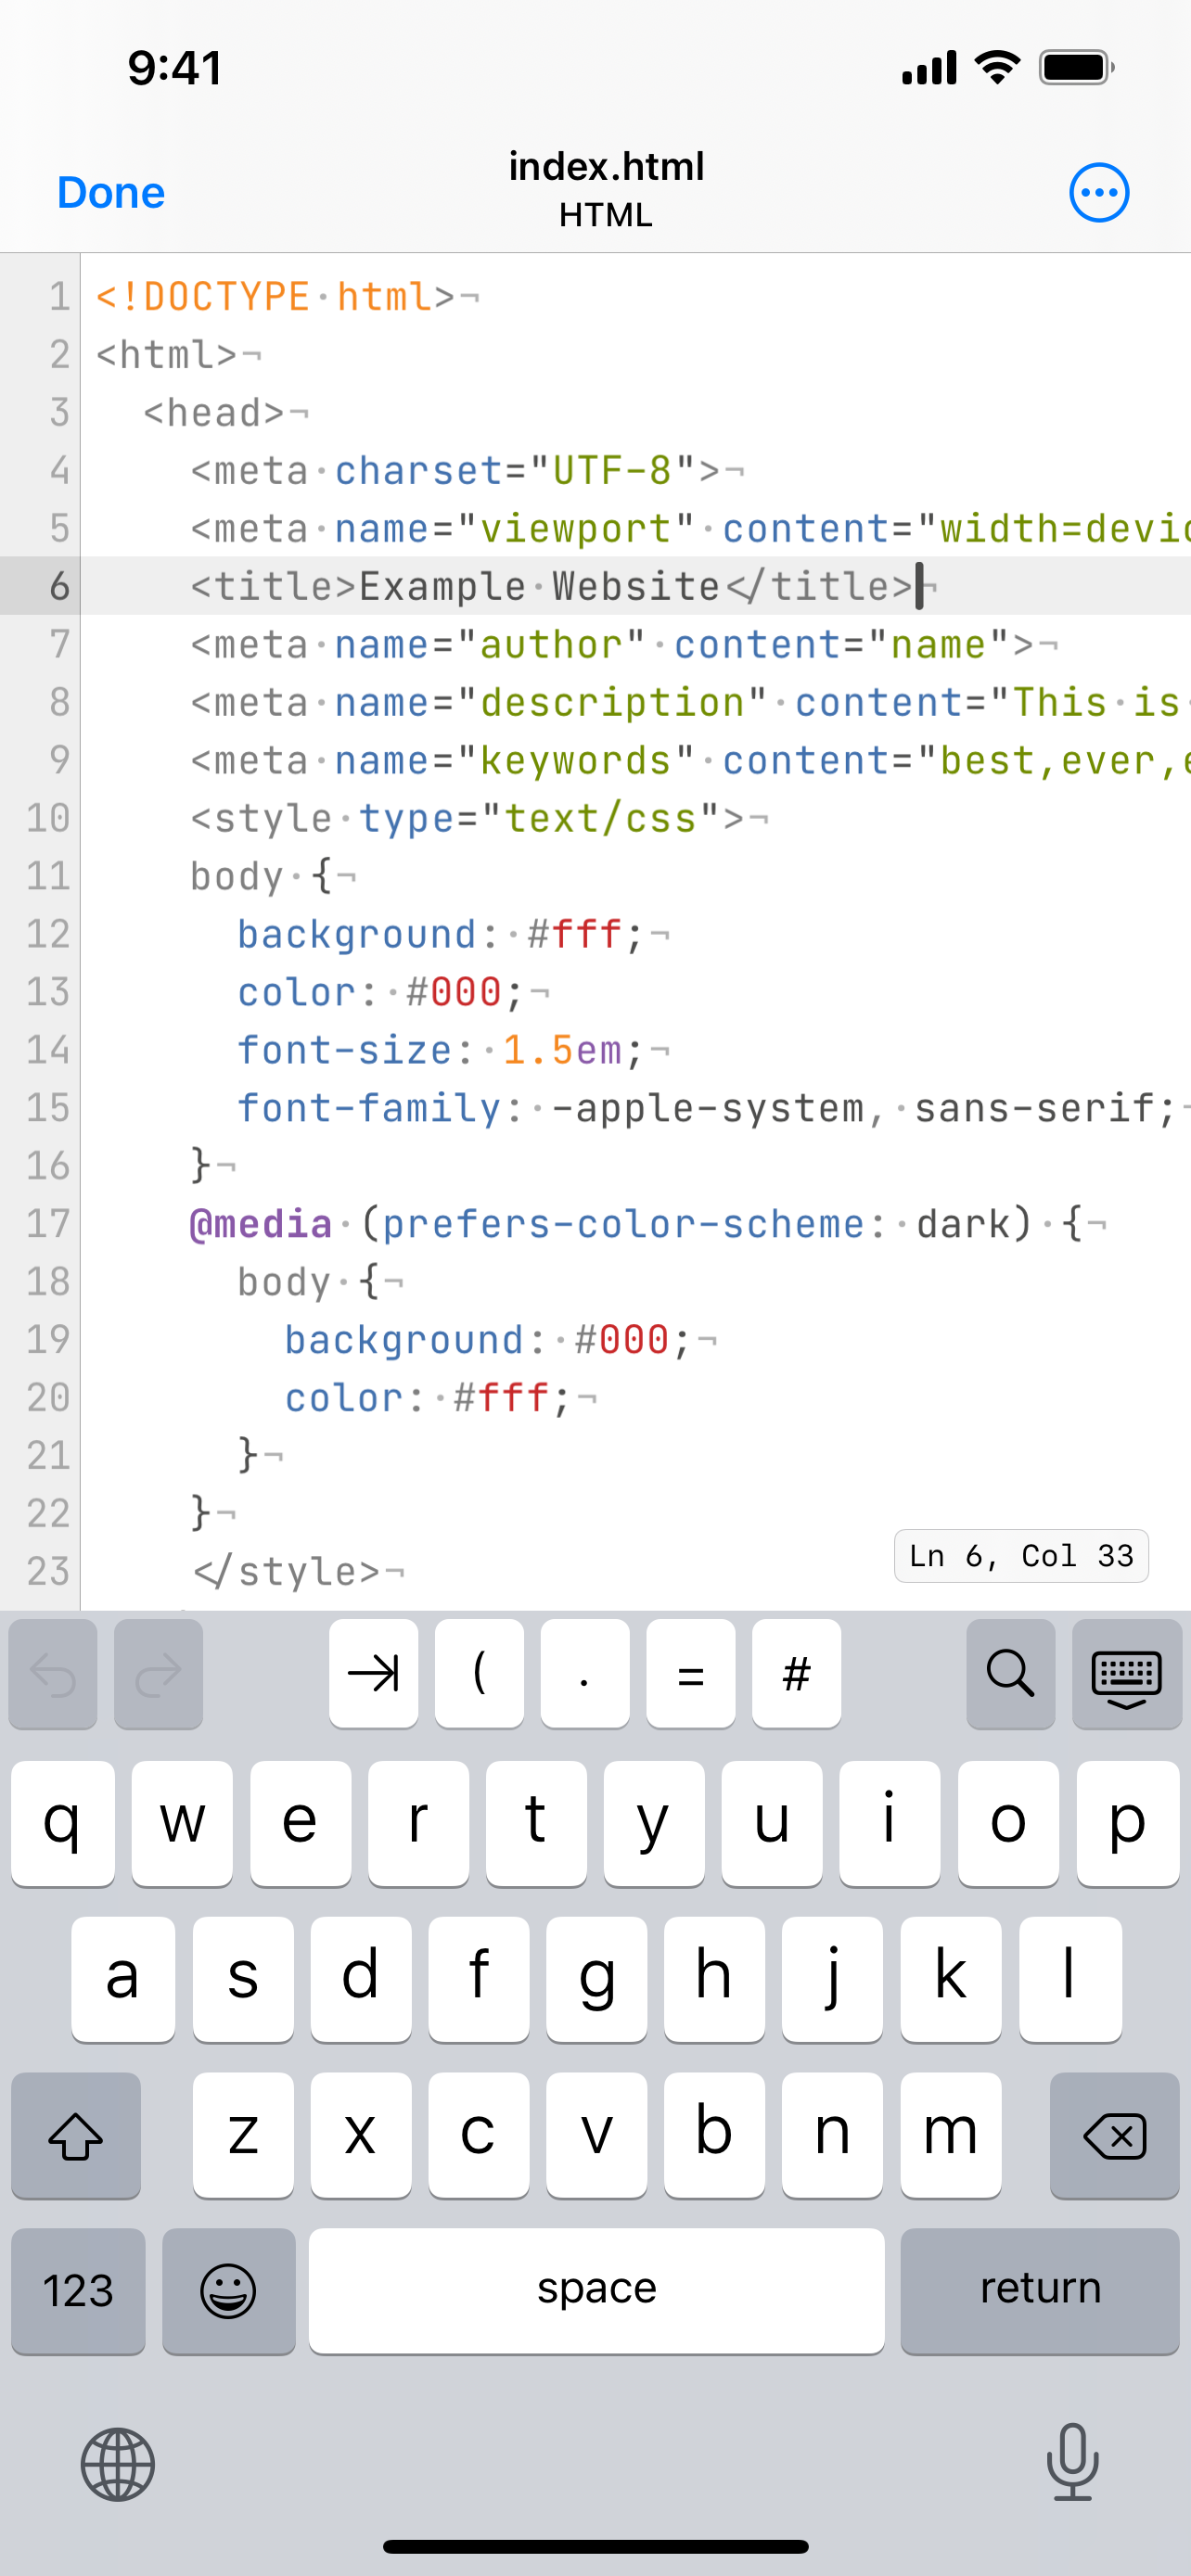 9:41
Done
index.html
HTML
1 <!DOCTYPE·html>¬
2 <html>¬
3 <head>¬
4 <meta·charset="UTF-8">¬
5 <meta·name="viewport"·content="width=devic
6 <title>Example·Website</title>¬
7 <meta·name="author"·content="name">¬
8 <meta·name="description"·content="This·is·
9 <meta·name="keywords"·content="best,ever,e
10 <style·type="text/css">¬
11 body·{¬
12 background:·#fff;¬
13 color:·#000;¬
14 font-size:·1.5em;¬
15 font-family:·-apple-system,·sans-serif;¬
16 }¬
17 @media·(prefers-color-scheme:·dark)·{¬
18 body·{¬
19 background:·#000;¬
20 color:·#fff;¬
21 }¬
22 }¬
23 </style>¬
Ln 6, Col 33
( . = #
q w e r t y u i o p
a s d f g h j k l
z x c v b n m
123 space return